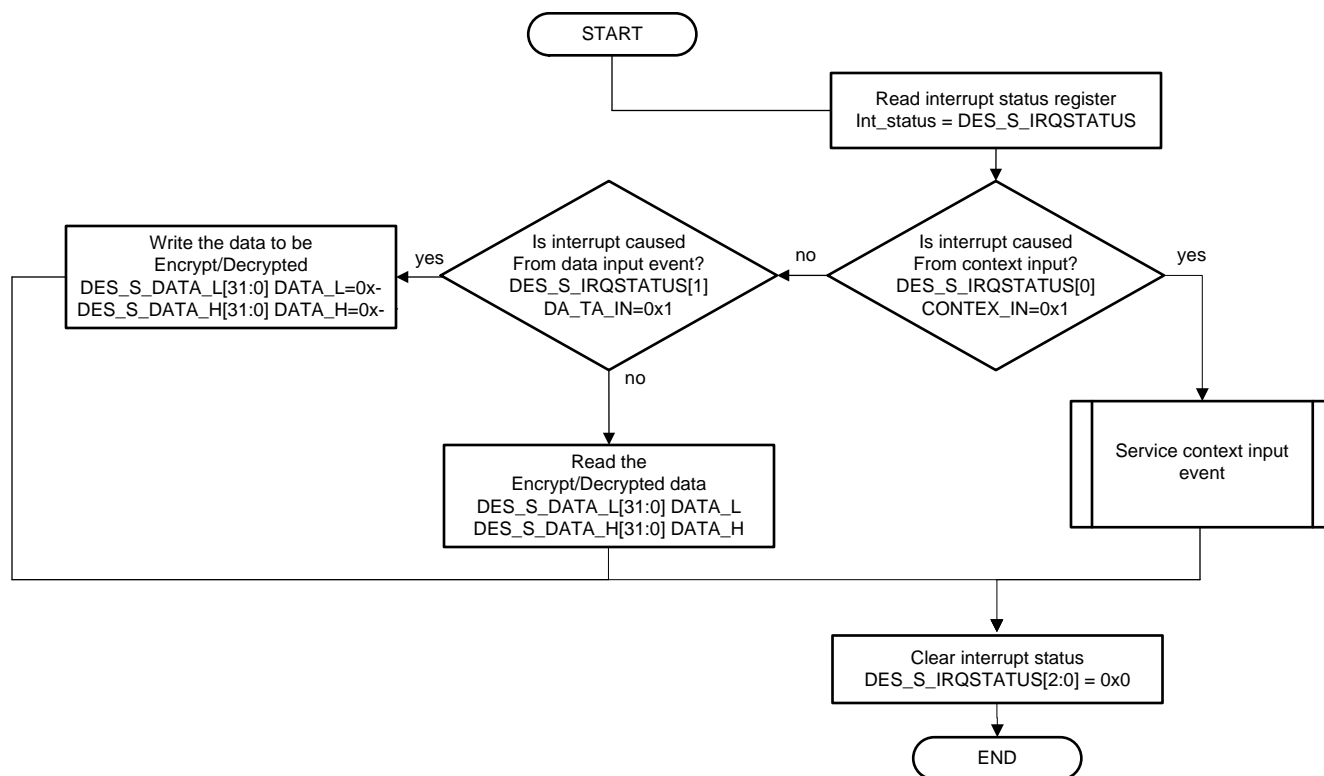 START
Read interrupt status register
Int_status = DES_S_IRQSTATUS
Is interrupt caused
From context input?
DES_S_IRQSTATUS[0]
CONTEX_IN=0x1
yes
no
Is interrupt caused
From data input event?
DES_S_IRQSTATUS[1]
DA_TA_IN=0x1
yes
no
Write the data to be
Encrypt/Decrypted
DES_S_DATA_L[31:0] DATA_L=0x-
DES_S_DATA_H[31:0] DATA_H=0x-
Read the
Encrypt/Decrypted data
DES_S_DATA_L[31:0] DATA_L
DES_S_DATA_H[31:0] DATA_H
Service context input
event
Clear interrupt status
DES_S_IRQSTATUS[2:0] = 0x0
END